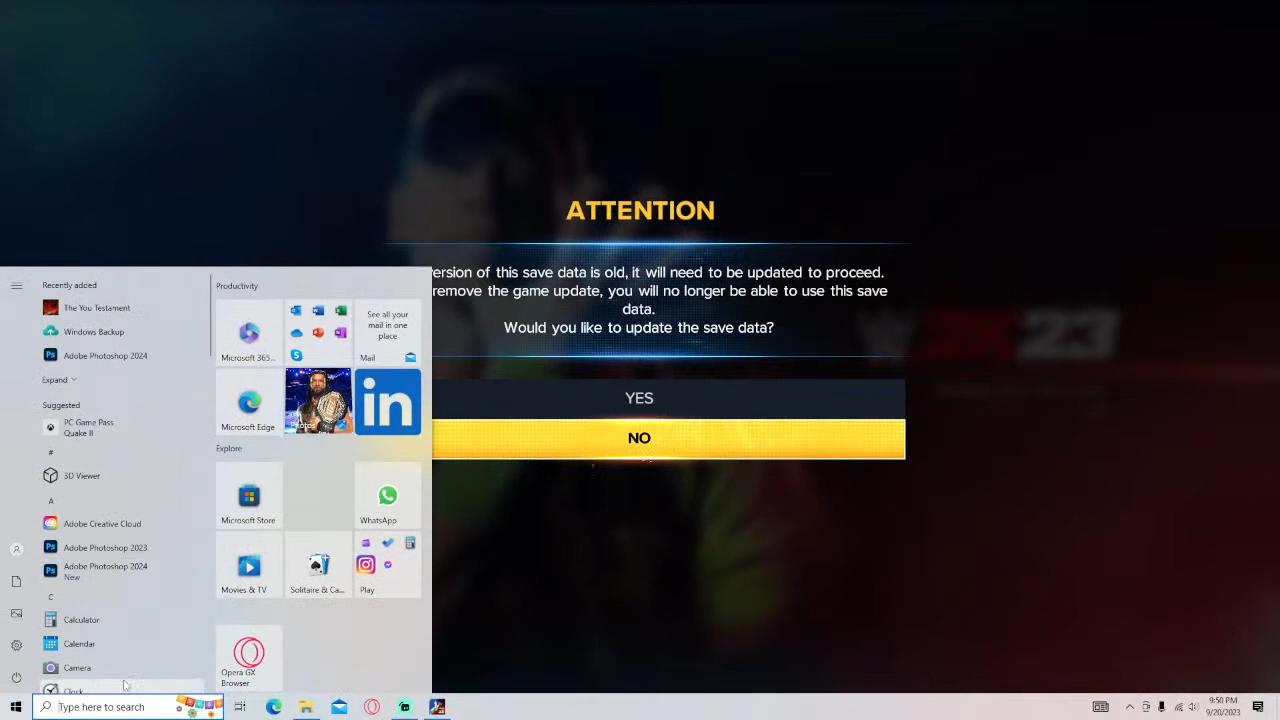 ATTENTION
ersion of this save data is old, it will need to be updated to proceed.
remove the game update, you will no longer be able to use this save
data.
Would you like to update the save data?
YES
NO
2K23
Recently added
The You Testament
Windows Backup
Adobe Photoshop 2024
Expand
Suggested
PC Game Pass
Quake II
#
3D Viewer
A
Adobe Creative Cloud
Adobe Photoshop 2023
Adobe Photoshop 2024
New
C
Calculator
Calendar
Camera
Clock
Productivity
Microsoft 365...
See all your
mail in one
place
Mail
Microsoft Edge
Photos
in
Explore
Microsoft Store
WhatsApp
Movies & TV
Solitaire & Ca...
Play
Opera GX
Browser
Type here to search
9:50 PM
9/20/2023